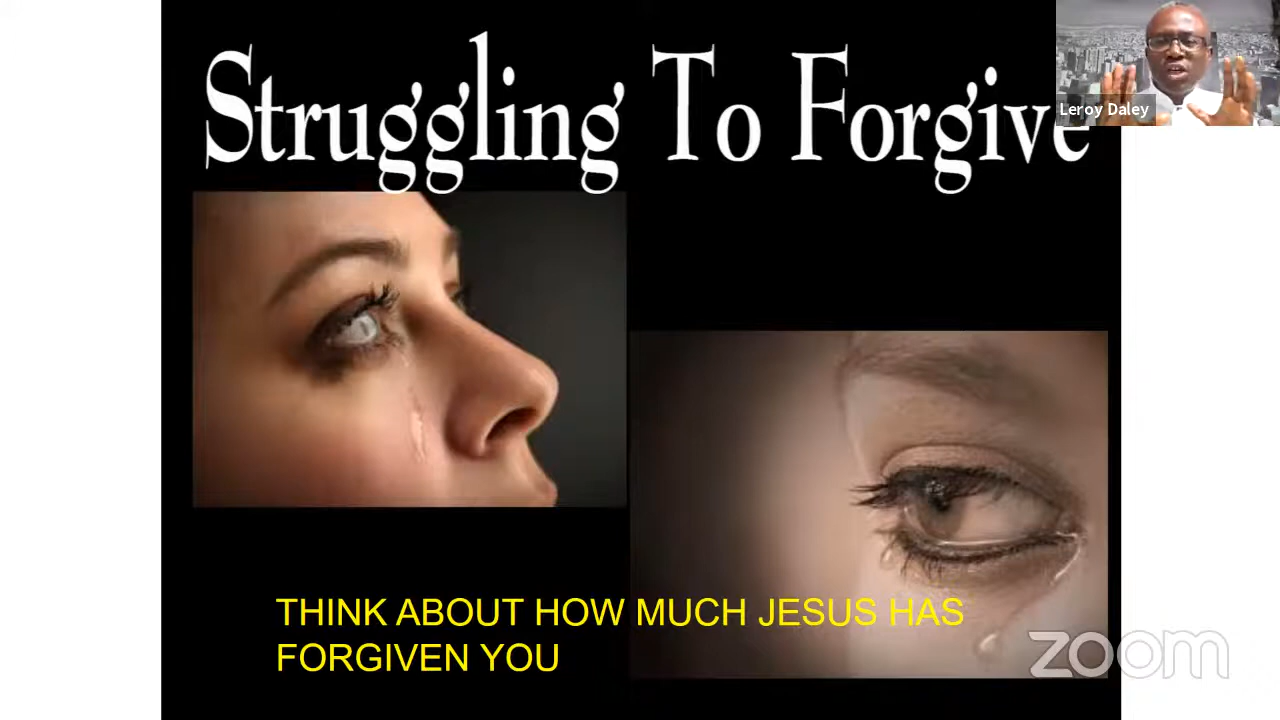 Struggling To Forgive
Leroy Daley
THINK ABOUT HOW MUCH JESUS HAS
FORGIVEN YOU
zoom